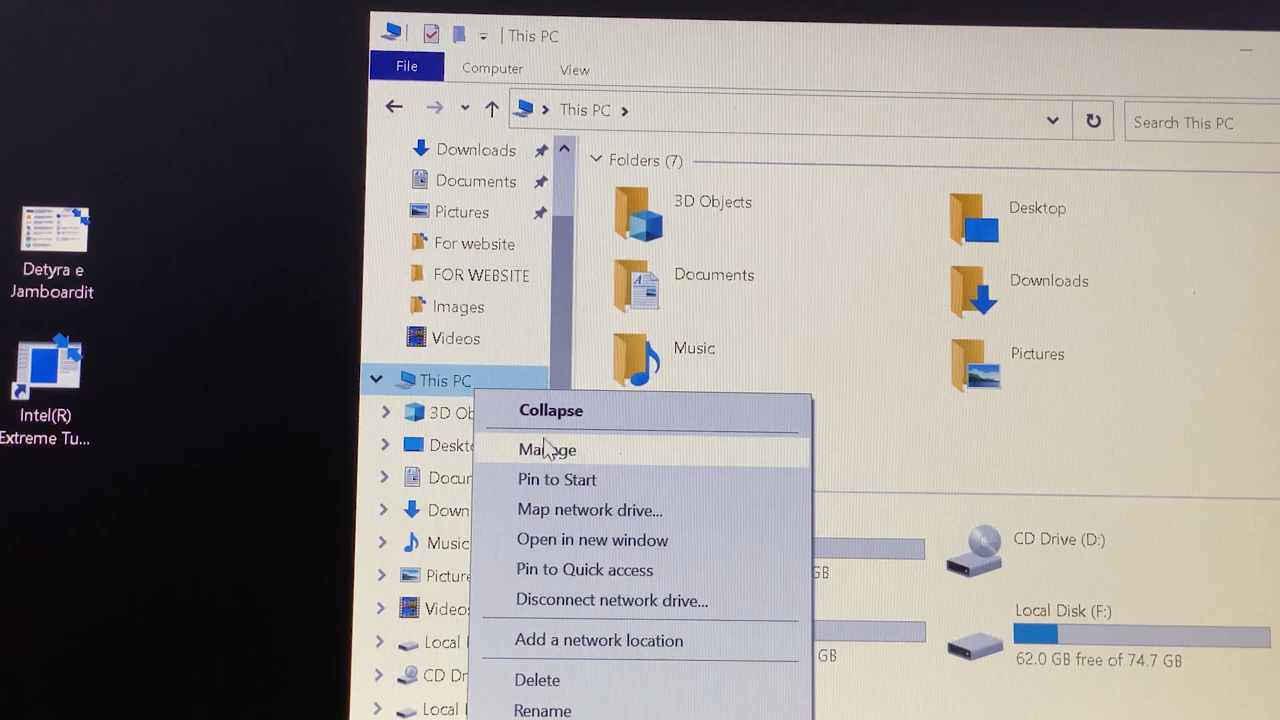 This PC
File
Computer
View
This PC
Search This PC
Downloads
Documents
Pictures
For website
FOR WEBSITE
Images
Videos
This PC
3D Ob
Deskt
Docur
Down
Music
Picture
Video
Local
CD Dr
Local
Folders (7)
3D Objects
Desktop
Documents
Downloads
Music
Pictures
Collapse
Manage
Pin to Start
Map network drive...
Open in new window
Pin to Quick access
Disconnect network drive...
Add a network location
Delete
Rename
GB
GB
CD Drive (D:)
Local Disk (F:)
62.0 GB free of 74.7 GB
Detyra e
Jamboardit
Intel(R)
Extreme Tu...